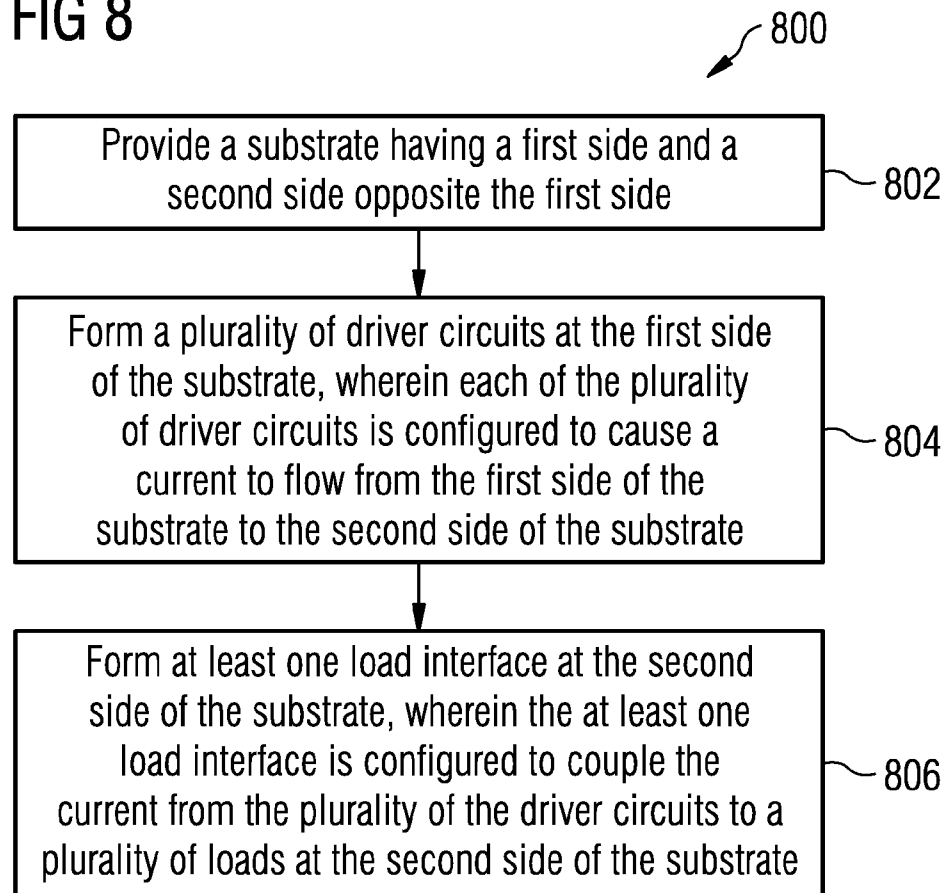 FIG 8
800
Provide a substrate having a first side and a
second side opposite the first side
802
Form a plurality of driver circuits at the first side
of the substrate, wherein each of the plurality
of driver circuits is configured to cause a
current to flow from the first side of the
substrate to the second side of the substrate
804
Form at least one load interface at the second
side of the substrate, wherein the at least one
load interface is configured to couple the
current from the plurality of the driver circuits to a
plurality of loads at the second side of the substrate
806